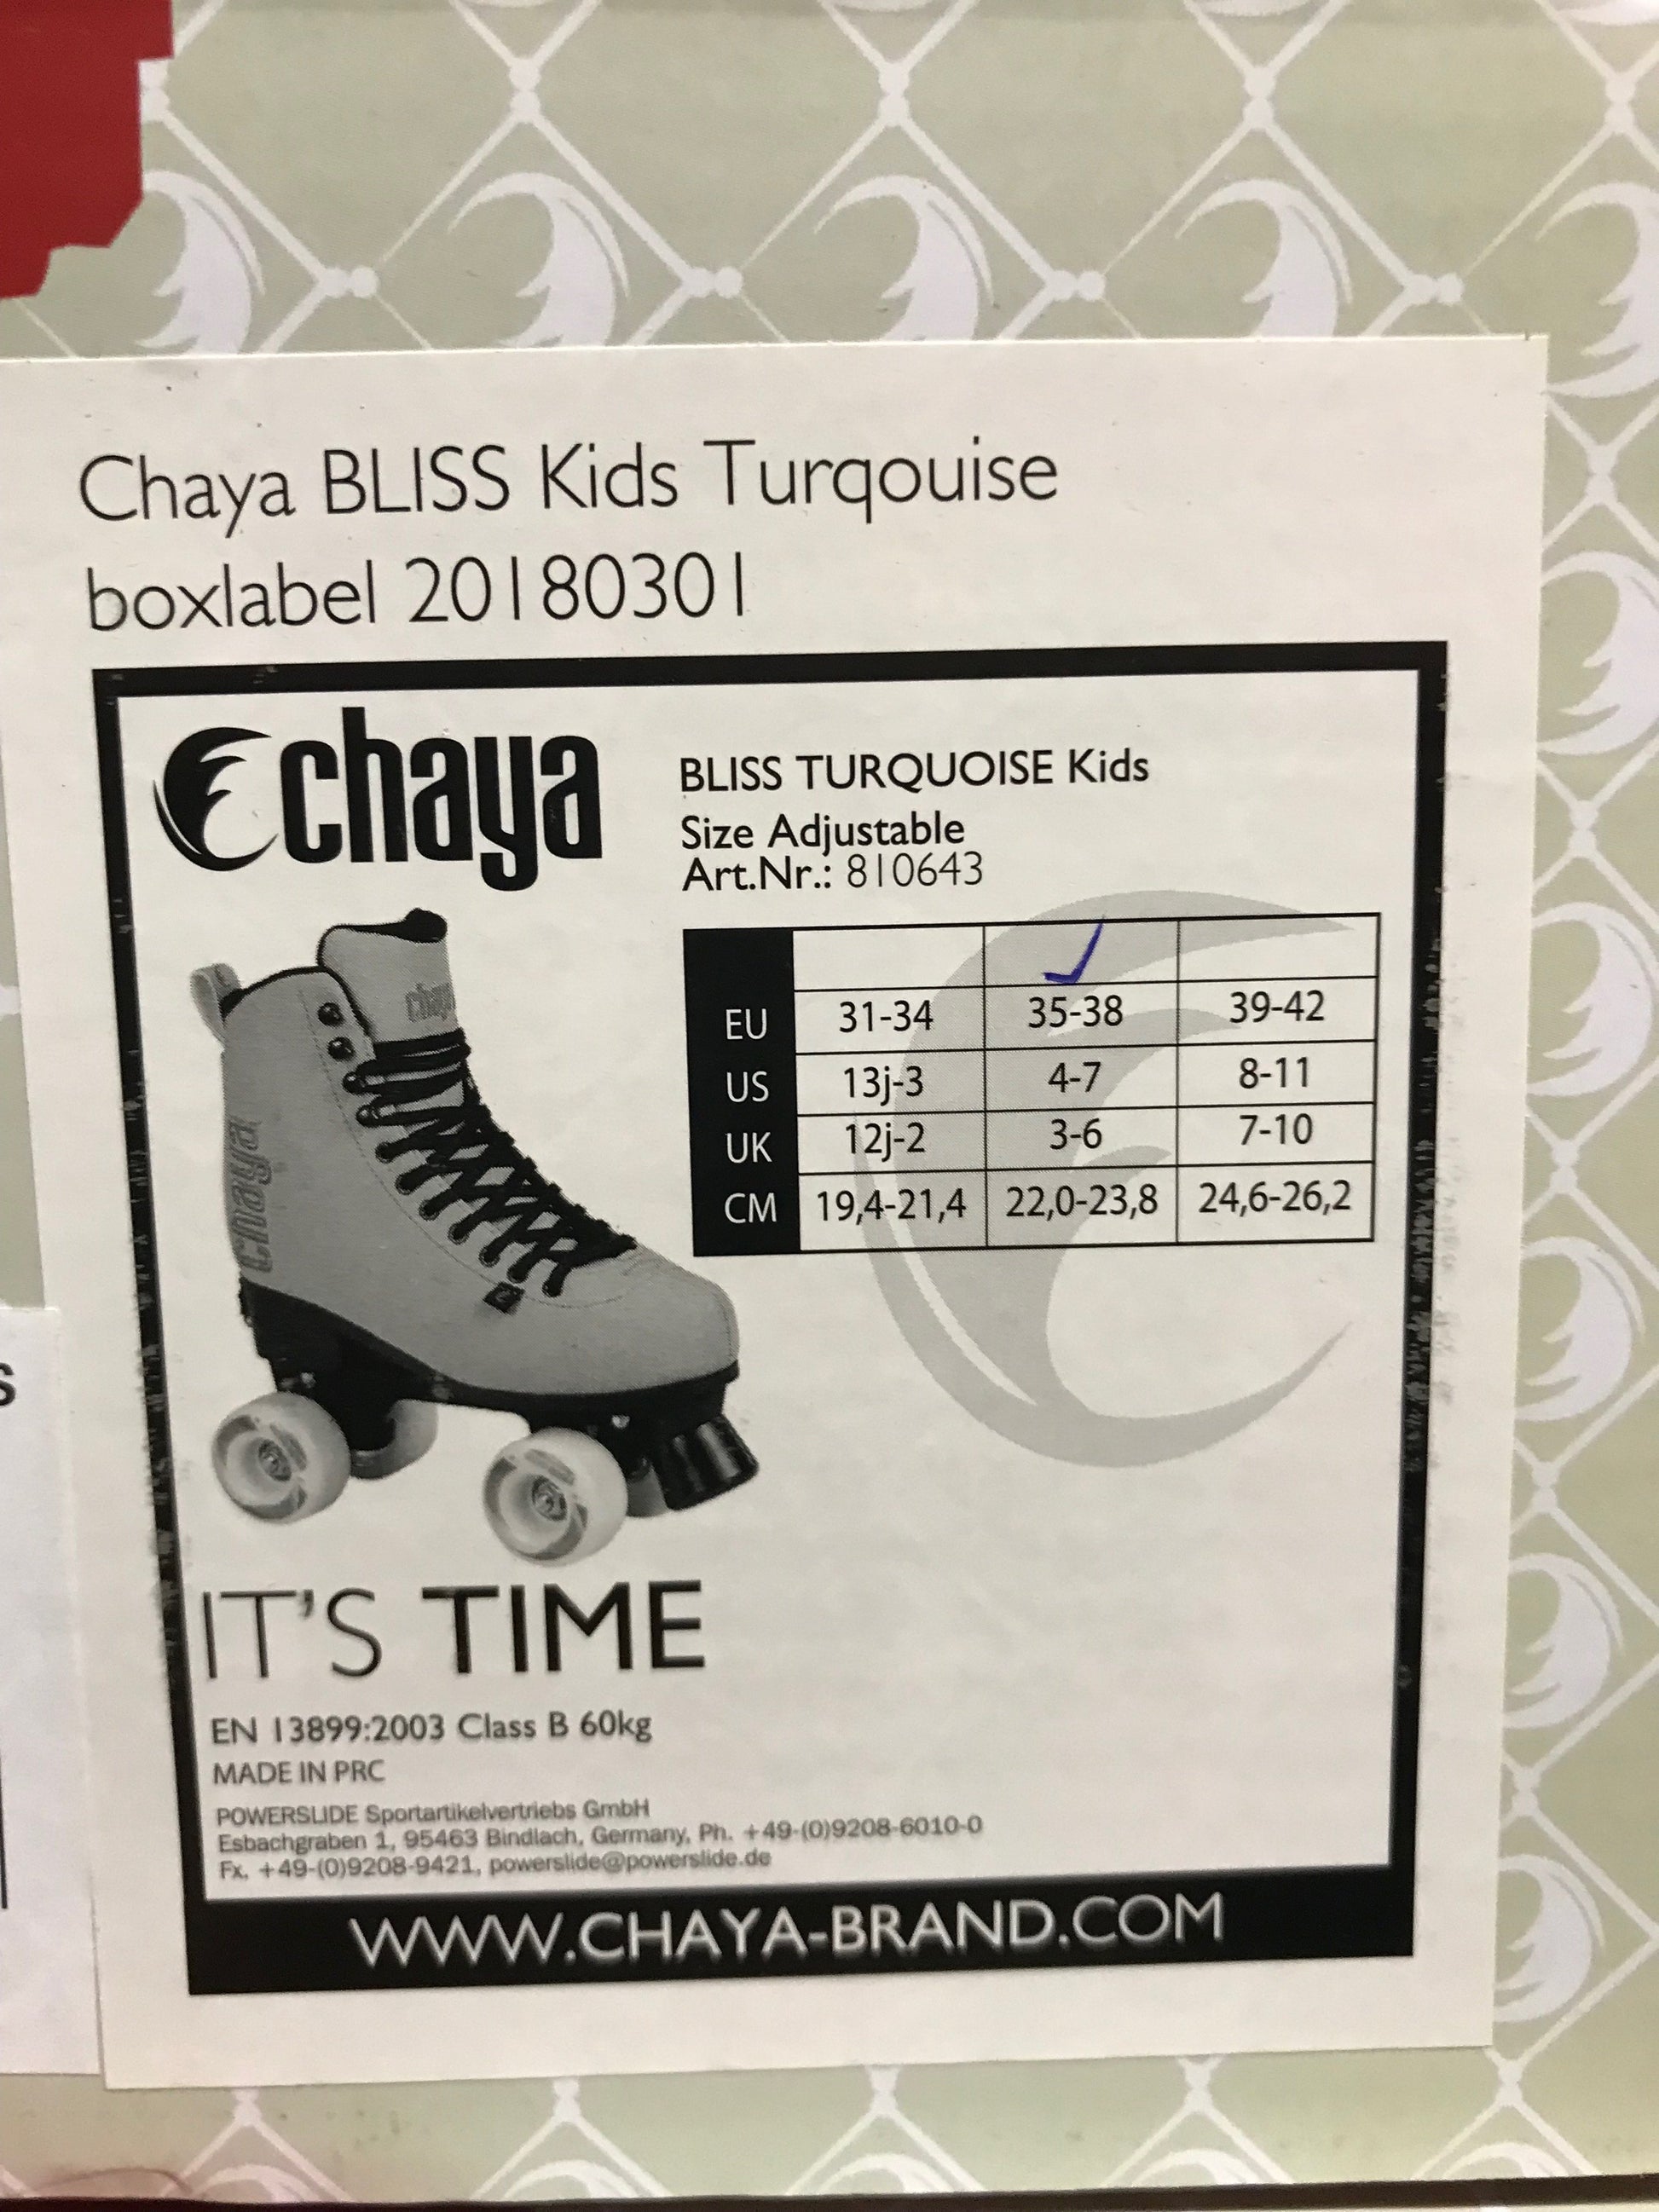 Chaya BLISS Kids Turqouise
boxlabel 20180301
chaya
BLISS TURQUOISE Kids
Size Adjustable
Art.Nr.: 810643
EU 31-34 35-38 39-42
US 13j-3 4-7 8-11
UK 12j-2 3-6 7-10
CM 19,4-21,4 22,0-23,8 24,6-26,2
chaya
chaya
IT'S TIME
EN 13899:2003 Class B 60kg
MADE IN PRC
POWERSLIDE Sportartikelvertriebs GmbH
Esbachgraben 1, 95463 Bindlach, Germany, Ph. +49-(0)9208-6010-0
Fx. +49-(0)9208-9421, powerslide@powerslide.de
WWW.CHAYA-BRAND.COM
s